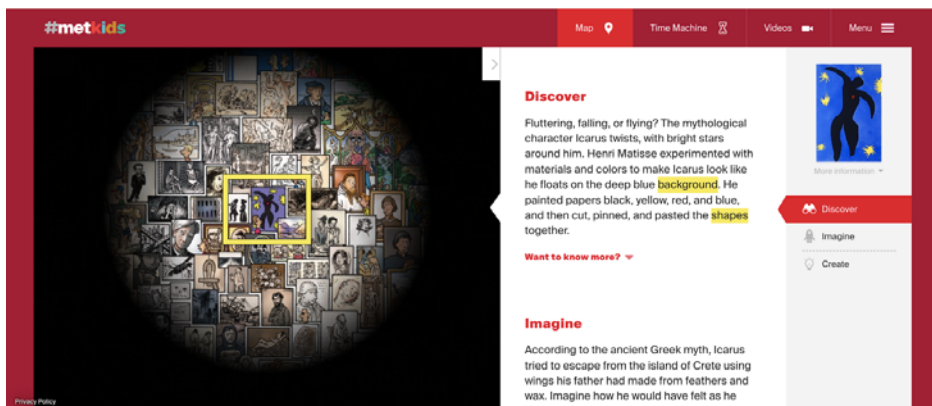 #metkids
Map
Time Machine
Videos
Menu
Discover
Fluttering, falling, or flying? The mythological
character Icarus twists, with bright stars
around him. Henri Matisse experimented with
materials and colors to make Icarus look like
he floats on the deep blue background. He
painted papers black, yellow, red, and blue,
and then cut, pinned, and pasted the shapes
together.
Want to know more?
Imagine
According to the ancient Greek myth, Icarus
tried to escape from the island of Crete using
wings his father had made from feathers and
wax. Imagine how he would have felt as he
More information
Discover
Imagine
Create
Privacy Policy